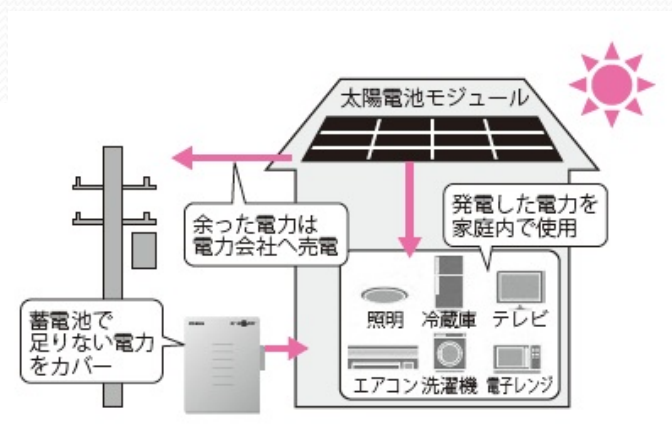 太陽電池モジュール
余った電力は
電力会社へ売電
発電した電力を
家庭内で使用
照明
冷蔵庫
テレビ
蓄電池で
足りない電力
をカバー
エアコン
洗濯機
電子レンジ